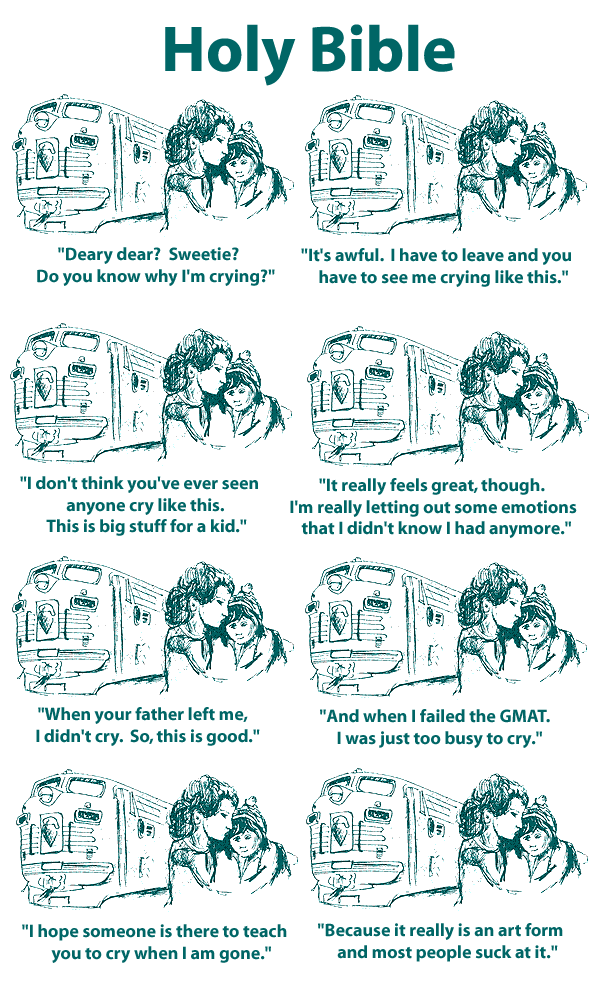 Holy Bible
"Deary dear?  Sweetie?
Do you know why I'm crying?"
"It's awful.  I have to leave and you
have to see me crying like this."
"I don't think you've ever seen
anyone cry like this.
This is big stuff for a kid."
"It really feels great, though.
I'm really letting out some emotions
that I didn't know I had anymore."
"When your father left me,
I didn't cry.  So, this is good."
"And when I failed the GMAT.
I was just too busy to cry."
"I hope someone is there to teach
you to cry when I am gone."
"Because it really is an art form
and most people suck at it."